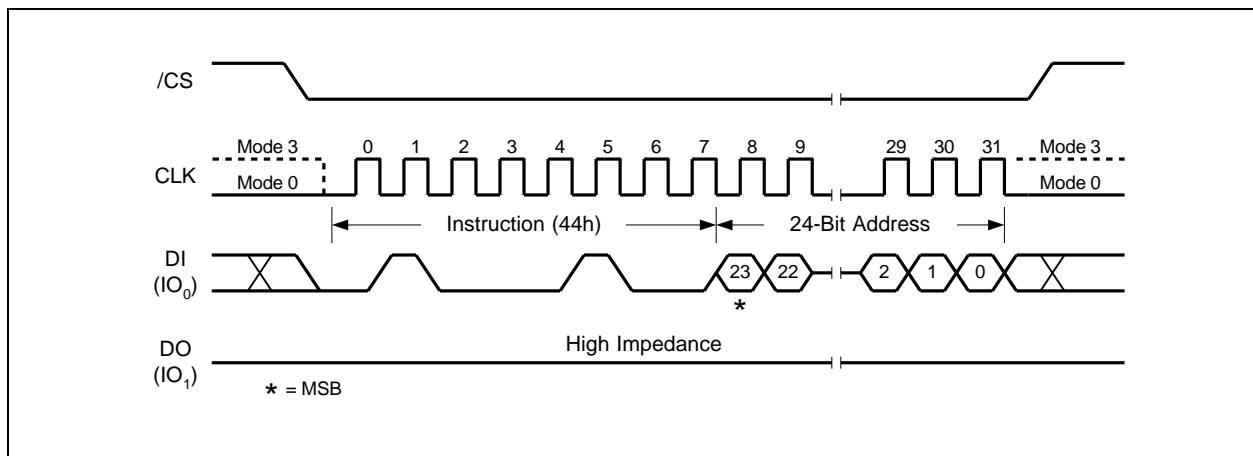 /CS
Mode 3 0 1 2 3 4 5 6 7 8 9 29 30 31 Mode 3
CLK Mode 0 Mode 0
Instruction (44h) 24-Bit Address
DI
(IO0) 23 22 2 1 0
*
High Impedance
DO
(IO1)
* = MSB